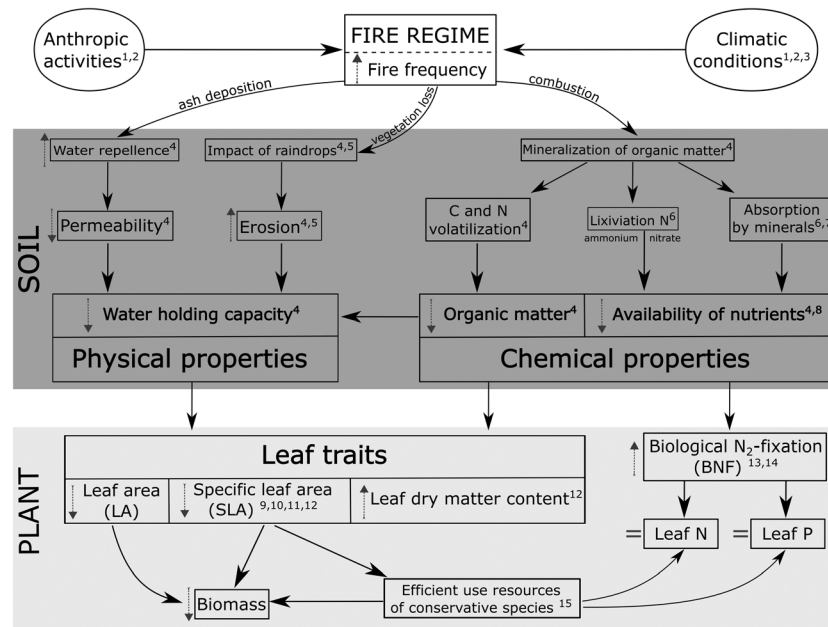 Anthropic
activities1,2
FIRE REGIME
Fire frequency
Climatic
conditions1,2,3
ash deposition
vegetation loss
combustion
SOIL
Water repellence4
Impact of raindrops4,5
Mineralization of organic matter4
Permeability4
Erosion4,5
C and N
volatilization4
Lixiviation N6
ammonium nitrate
Absorption
by minerals6,7
Water holding capacity4
Organic matter4
Availability of nutrients4,8
Physical properties
Chemical properties
PLANT
Leaf traits
Biological N2-fixation
(BNF) 13,14
Leaf area
(LA)
Specific leaf area
(SLA) 9,10,11,12
Leaf dry matter content12
= Leaf N
= Leaf P
Biomass
Efficient use resources
of conservative species 15